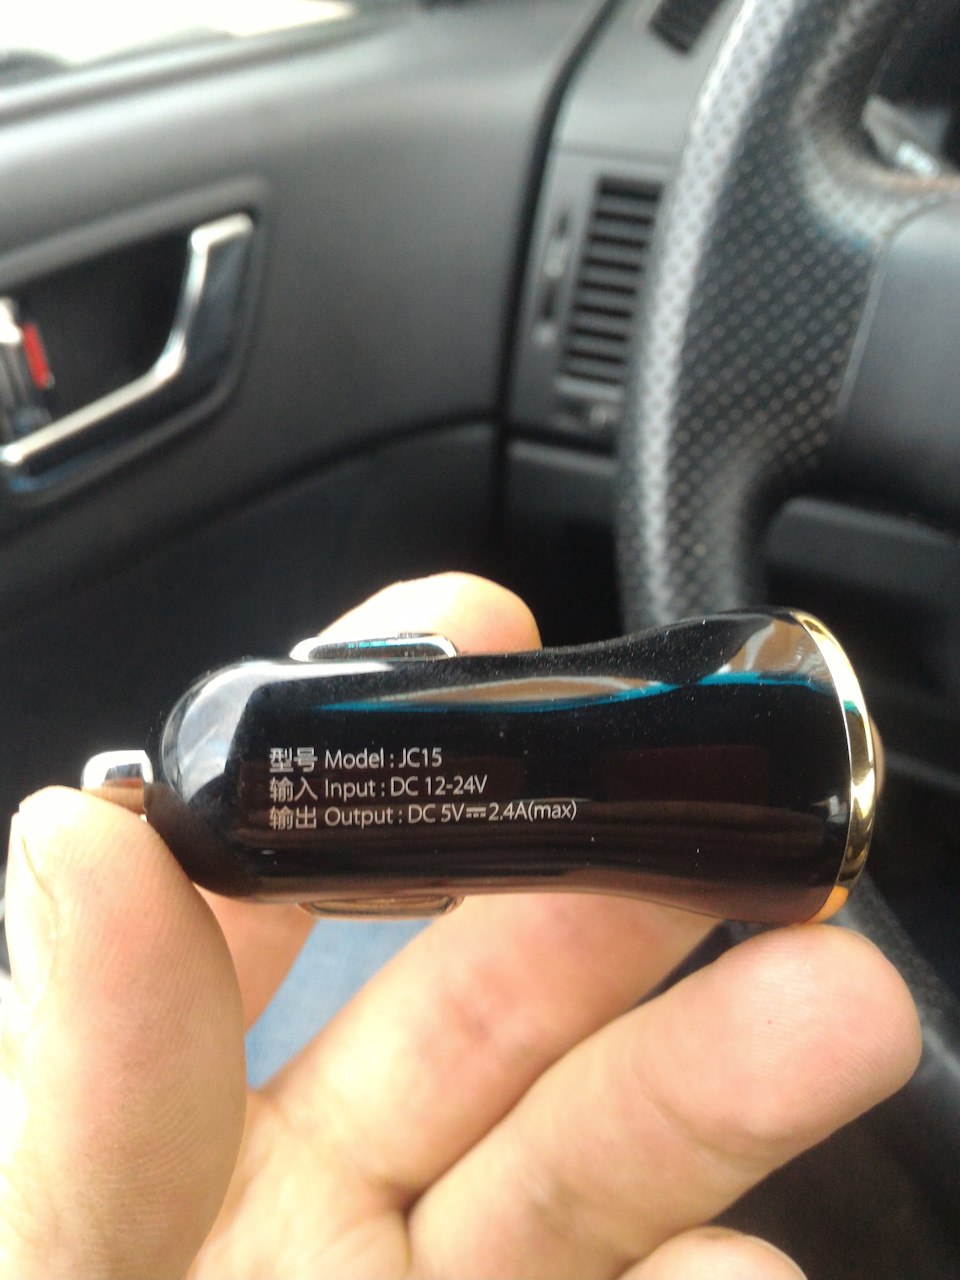 型号 Model : JC15
输入 Input : DC 12-24V
输出 Output : DC 5V⎓2.4A(max)